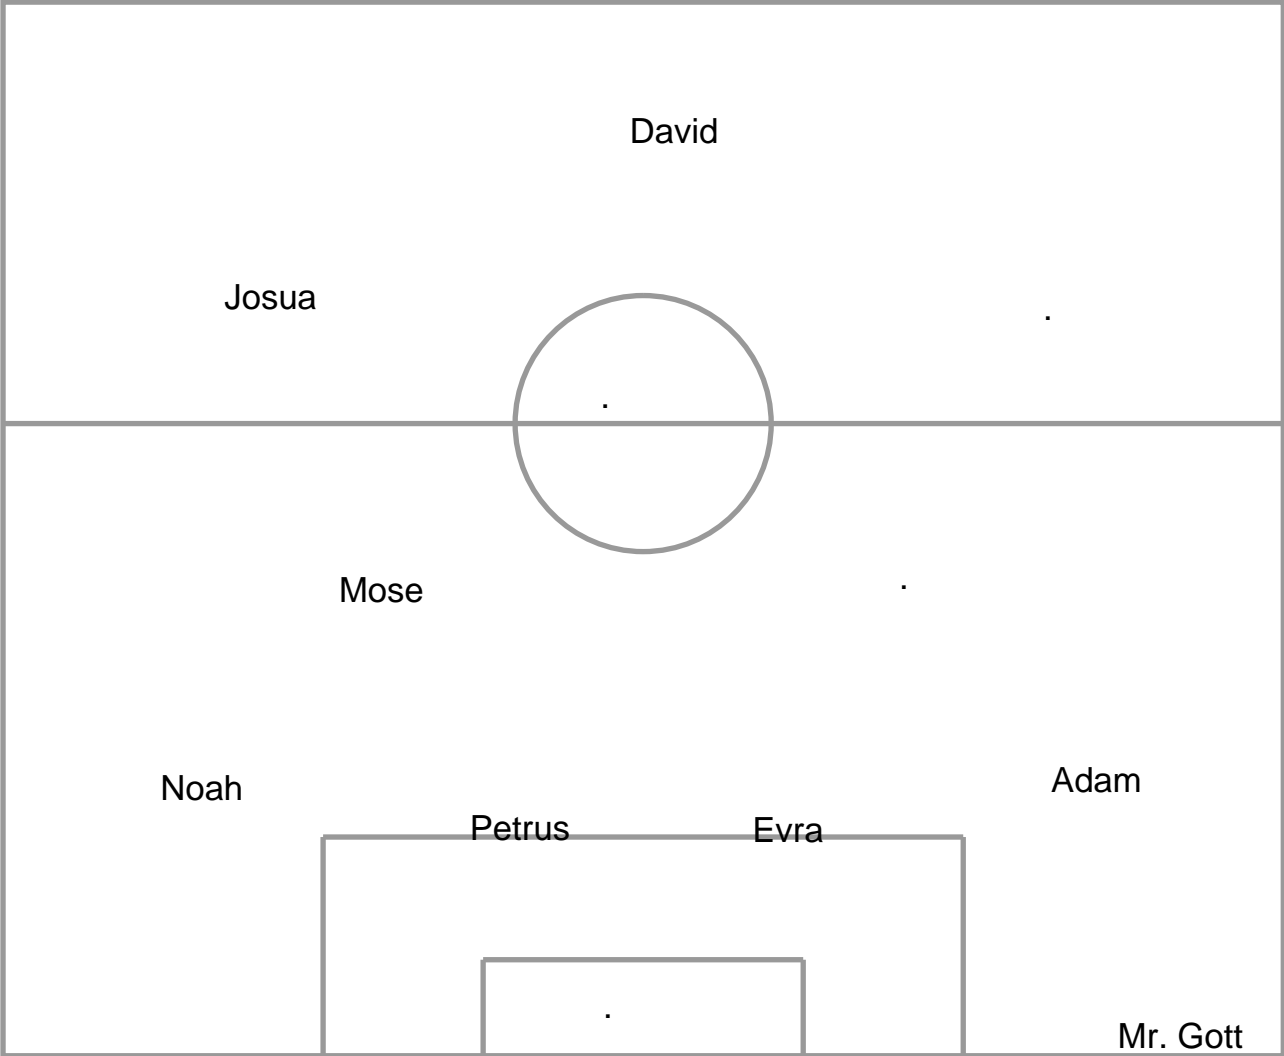 David
Josua
.
.
Mose
.
Noah
Adam
Petrus
Evra
.
Mr. Gott